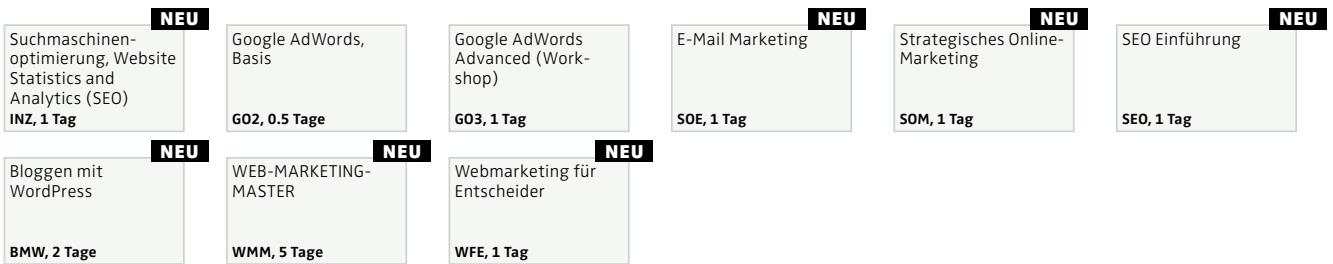 NEU
Suchmaschinen-
optimierung, Website
Statistics and
Analytics (SEO)
INZ, 1 Tag
Google AdWords,
Basis
GO2, 0.5 Tage
Google AdWords
Advanced (Work-
shop)
GO3, 1 Tag
NEU
E-Mail Marketing
SOE, 1 Tag
NEU
Strategisches Online-
Marketing
SOM, 1 Tag
NEU
SEO Einführung
SEO, 1 Tag
NEU
Bloggen mit
WordPress
BMW, 2 Tage
NEU
WEB-MARKETING-
MASTER
WMM, 5 Tage
NEU
Webmarketing für
Entscheider
WFE, 1 Tag